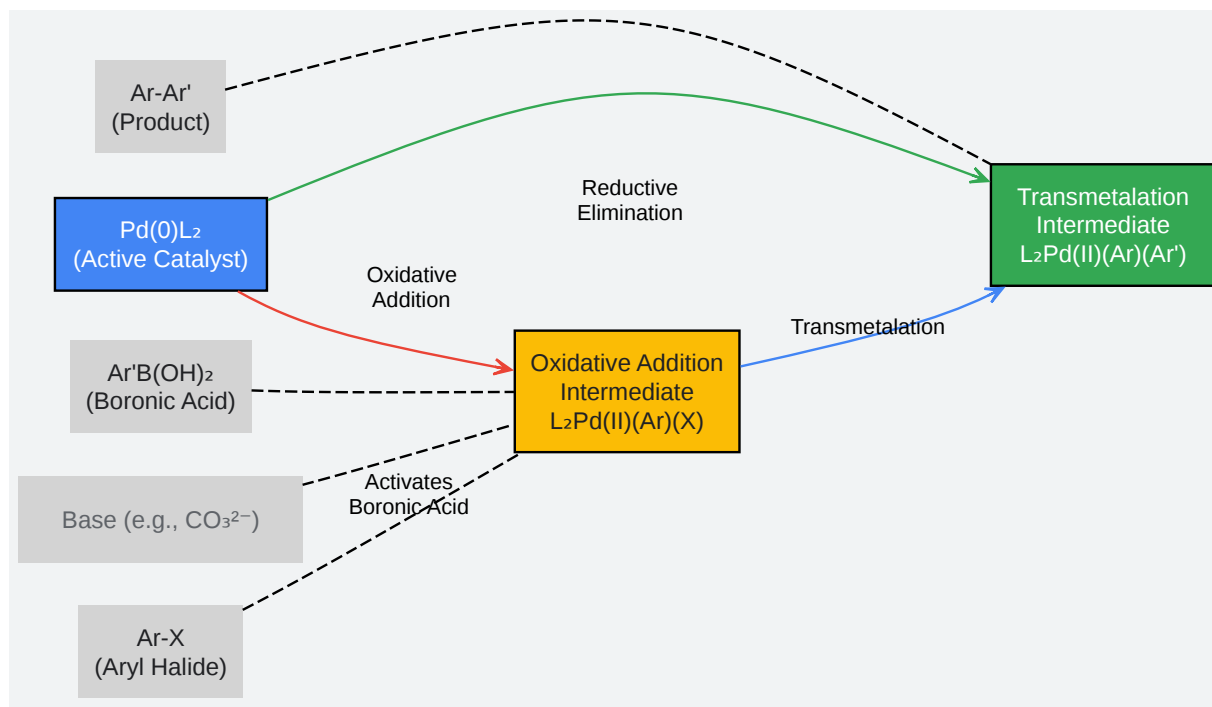 Ar-Ar'
(Product)
Pd(0)L₂
(Active Catalyst)
Reductive
Elimination
Transmetalation
Intermediate
L₂Pd(II)(Ar)(Ar')
Oxidative
Addition
Transmetalation
Ar'B(OH)₂
(Boronic Acid)
Oxidative Addition
Intermediate
L₂Pd(II)(Ar)(X)
Activates
Boronic Acid
Base (e.g., CO₃²⁻)
Ar-X
(Aryl Halide)